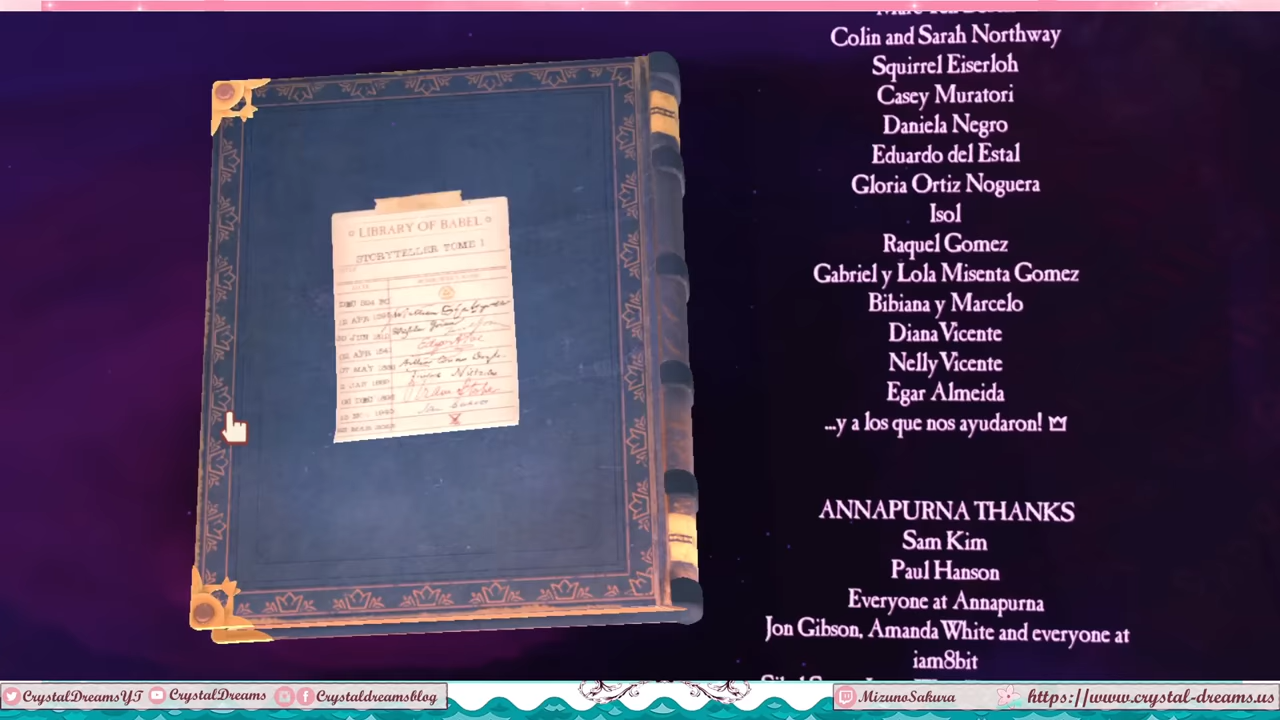 Colin and Sarah Northway
Squirrel Eiserloh
Casey Muratori
Daniela Negro
Eduardo del Estal
Gloria Ortiz Noguera
Isol
Raquel Gomez
Gabriel y Lola Misenta Gomez
Bibiana y Marcelo
Diana Vicente
Nelly Vicente
Egar Almeida
...y a los que nos ayudaron!
ANNAPURNA THANKS
Sam Kim
Paul Hanson
Everyone at Annapurna
Jon Gibson, Amanda White and everyone at
iam8bit
LIBRARY OF BABEL
STORYTELLER TOME 1
CrystalDreamsYT
CrystalDreams
Crystaldreamsblog
MizunoSakura
https://www.crystal-dreams.us